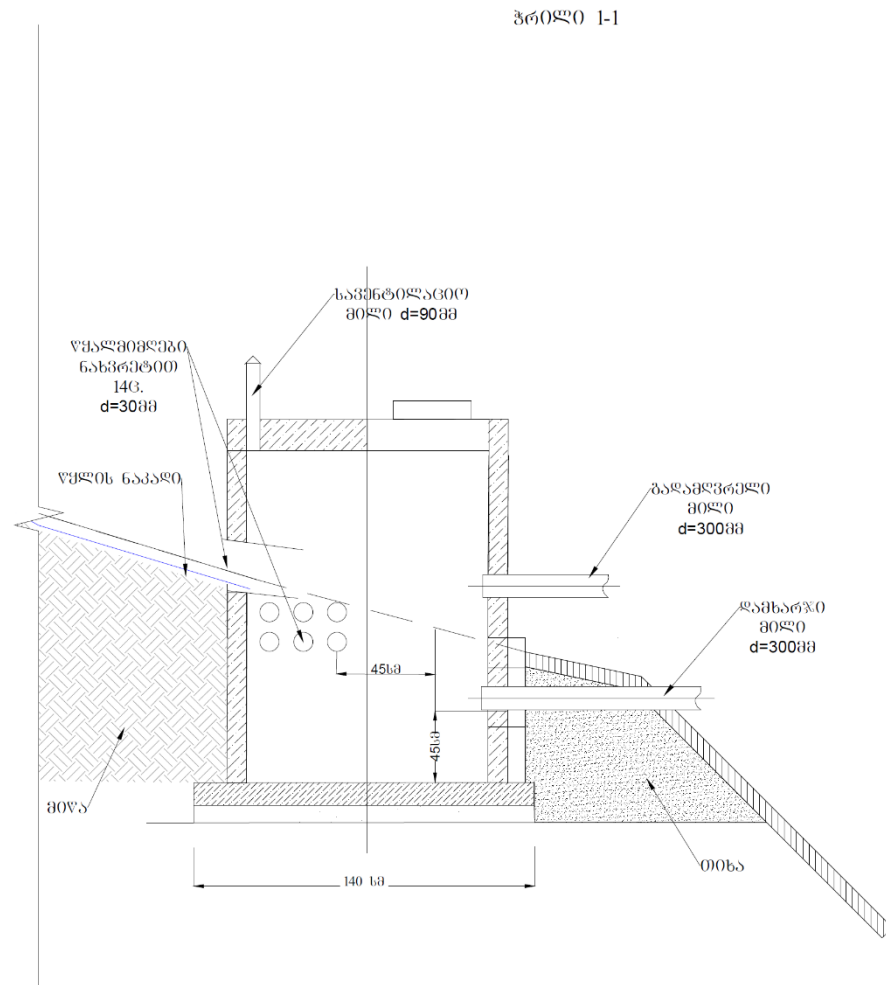 ჭრილი 1-1
სავენტილაციო
მილი d=90მმ
წყალმიმღები
ნახვრეტით
14ც.
d=30მმ
წყლის ნაკადი
გადამღვრელი
მილი
d=300მმ
დამხარჯი
მილი
d=300მმ
45სმ
45სმ
მიწა
თიხა
140 სმ